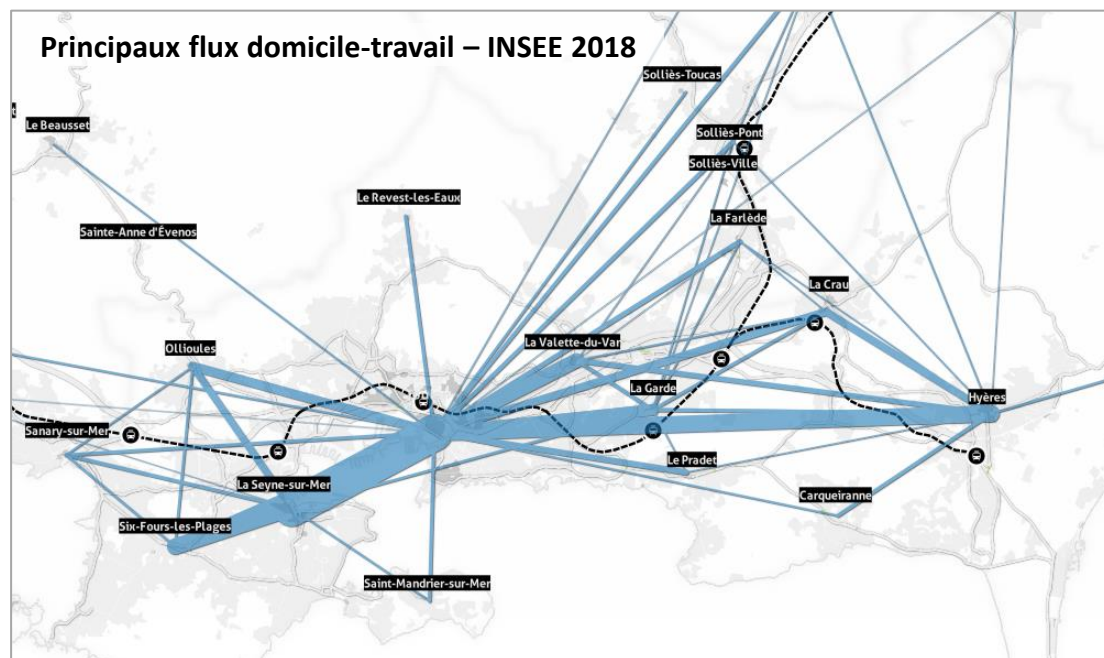 Principaux flux domicile-travail – INSEE 2018
Solliès-Toucas
Le Beausset
Solliès-Pont
Solliès-Ville
Le Revest-les-Eaux
La Farlède
Sainte-Anne d'Évenos
La Crau
La Valette-du-Var
Ollioules
La Garde
Hyères
Sanary-sur-Mer
Le Pradet
La Seyne-sur-Mer
Carqueiranne
Six-Fours-les-Plages
Saint-Mandrier-sur-Mer